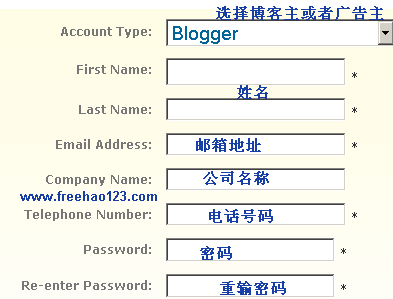 选择博客主或者广告主
Account Type: Blogger
First Name: *
姓名
Last Name: *
Email Address: 邮箱地址 *
Company Name: 公司名称
www.freehao123.com
Telephone Number: 电话号码 *
Password: 密码 *
Re-enter Password: 重输密码 *